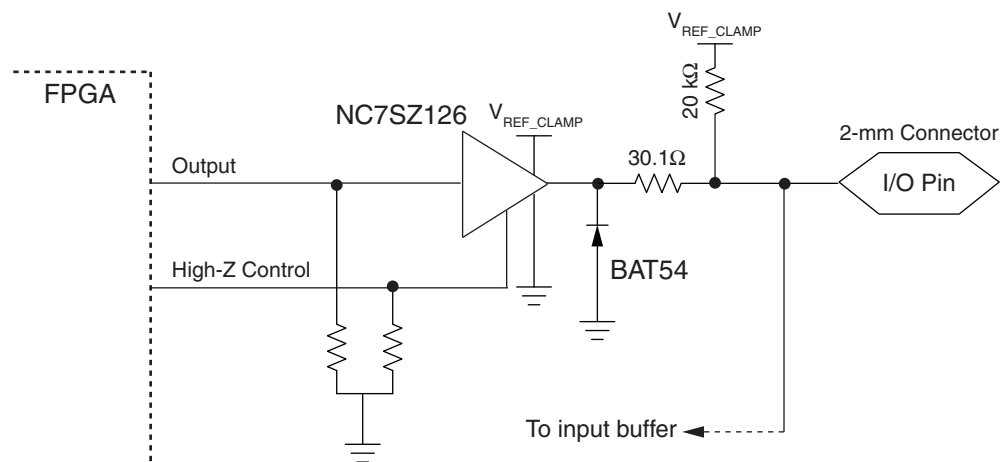 V_REF_CLAMP
FPGA
NC7SZ126
V_REF_CLAMP
20 kΩ
2-mm Connector
Output
30.1Ω
I/O Pin
High-Z Control
BAT54
To input buffer